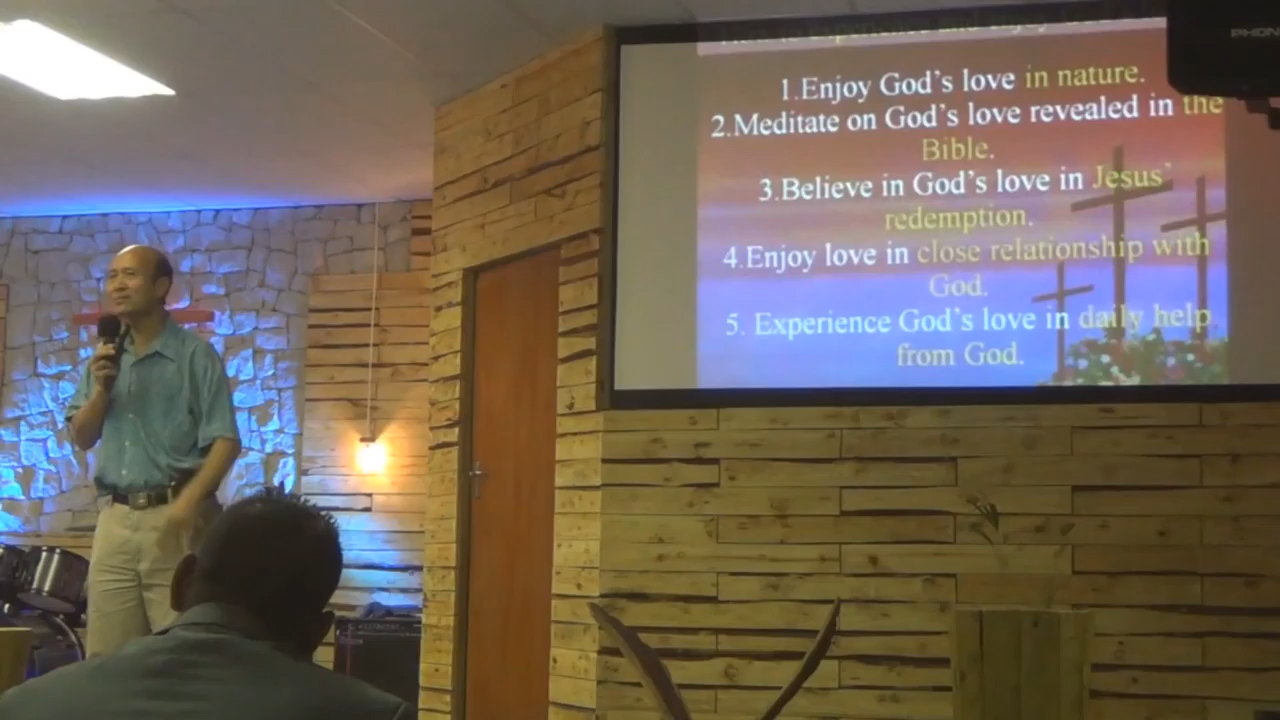 1.Enjoy God's love in nature.
2.Meditate on God's love revealed in the
Bible.
3.Believe in God's love in Jesus'
redemption.
4.Enjoy love in close relationship with
God.
5. Experience God's love in daily help
from God.